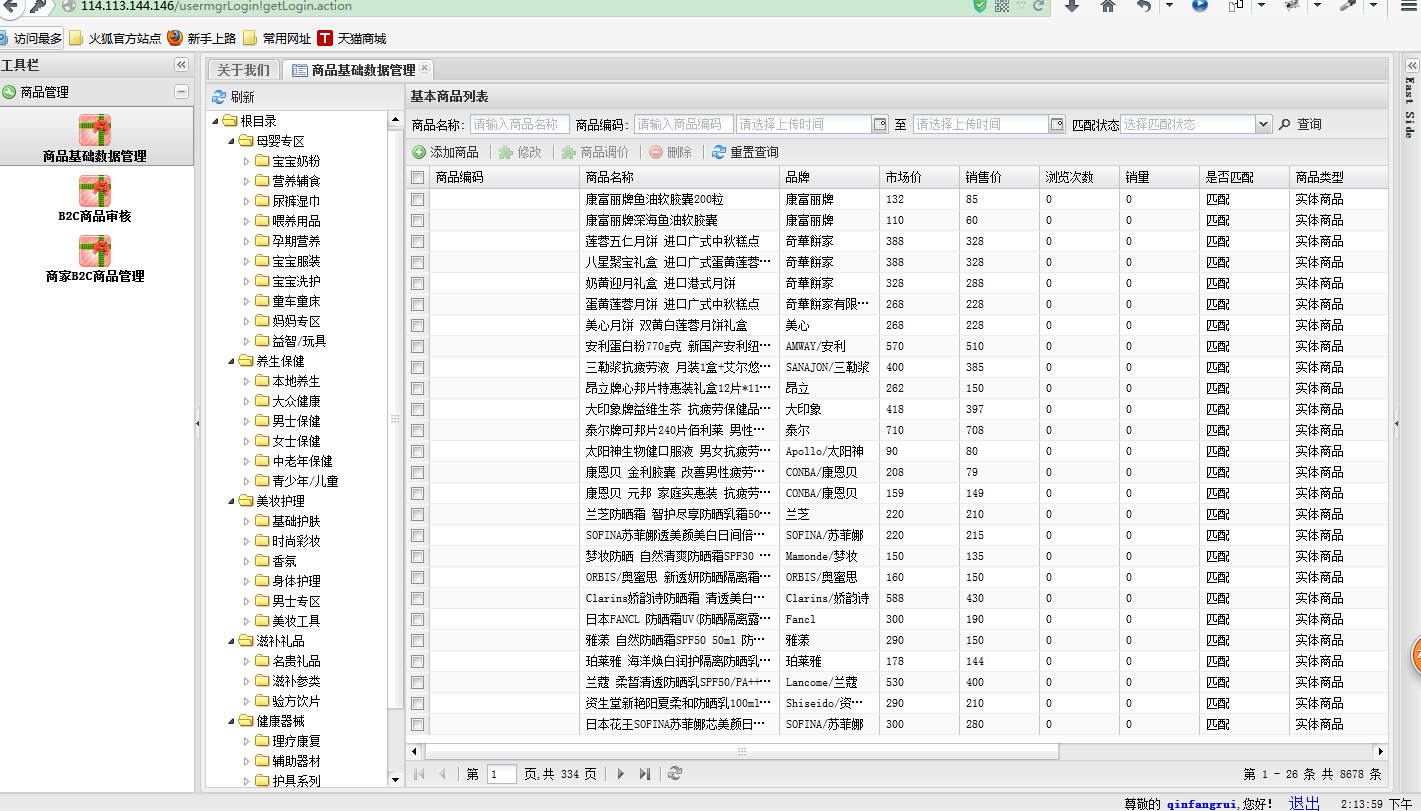 114.113.144.146/usermgrLogin!getLogin.action
访问最多 火狐官方站点 新手上路 常用网址 T 天猫商城
工具栏
商品管理
商品基础数据管理
B2C商品审核
商家B2C商品管理
关于我们 商品基础数据管理
刷新
根目录
母婴专区
宝宝奶粉
营养辅食
尿裤湿巾
喂养用品
孕期营养
宝宝服装
宝宝洗护
童车童床
妈妈专区
益智/玩具
养生保健
本地养生
大众健康
男士保健
女士保健
中老年保健
青少年/儿童
美妆护理
基础护肤
时尚彩妆
香氛
身体护理
男士专区
美妆工具
滋补礼品
名贵礼品
滋补参类
验方饮片
健康器械
理疗康复
辅助器材
护具系列
基本商品列表
商品名称: 请输入商品名称 商品编码: 请输入商品编码 请选择上传时间 至 请选择上传时间 匹配状态 选择匹配状态 查询
添加商品 修改 商品调价 删除 重置查询
商品编码 商品名称 品牌 市场价 销售价 浏览次数 销量 是否匹配 商品类型
康富丽牌鱼油软胶囊200粒 康富丽牌 132 85 0 0 匹配 实体商品
康富丽牌深海鱼油软胶囊 康富丽牌 110 60 0 0 匹配 实体商品
莲蓉五仁月饼 进口广式中秋糕点 奇華餅家 388 328 0 0 匹配 实体商品
八星聚宝礼盒 进口广式蛋黄莲蓉… 奇華餅家 388 328 0 0 匹配 实体商品
奶黄迎月礼盒 进口港式月饼 奇華餅家 328 288 0 0 匹配 实体商品
蛋黄莲蓉月饼 进口广式中秋糕点 奇華餅家有限… 268 228 0 0 匹配 实体商品
美心月饼 双黄白莲蓉月饼礼盒 美心 268 228 0 0 匹配 实体商品
安利蛋白粉770g克 新国产安利纽… AMWAY/安利 570 510 0 0 匹配 实体商品
三勒浆抗疲劳液 月装1盒+艾尔悠… SANAJON/三勒浆 400 385 0 0 匹配 实体商品
昂立牌心邦片特惠装礼盒12片*11… 昂立 262 150 0 0 匹配 实体商品
大印象牌益维生茶 抗疲劳保健品… 大印象 418 397 0 0 匹配 实体商品
泰尔牌可邦片240片佰利莱 男性… 泰尔 710 708 0 0 匹配 实体商品
太阳神生物健口服液 男女抗疲劳… Apollo/太阳神 90 80 0 0 匹配 实体商品
康恩贝 金利胶囊 改善男性疲劳… CONBA/康恩贝 208 79 0 0 匹配 实体商品
康恩贝 元邦 家庭实惠装 抗疲劳… CONBA/康恩贝 159 149 0 0 匹配 实体商品
兰芝防晒霜 智护尽享防晒乳霜50… 兰芝 220 210 0 0 匹配 实体商品
SOFINA苏菲娜透美颜美白日间倍… SOFINA/苏菲娜 220 215 0 0 匹配 实体商品
梦妆防晒 自然清爽防晒霜SPF30 … Mamonde/梦妆 150 135 0 0 匹配 实体商品
ORBIS/奥蜜思 新透妍防晒隔离霜… ORBIS/奥蜜思 160 150 0 0 匹配 实体商品
Clarins娇韵诗防晒霜 清透美白… Clarins/娇韵诗 588 430 0 0 匹配 实体商品
日本FANCL 防晒霜UV(防晒隔离露… Fancl 300 190 0 0 匹配 实体商品
雅漾 自然防晒霜SPF50 50ml 防… 雅漾 290 150 0 0 匹配 实体商品
珀莱雅 海洋焕白润护隔离防晒乳… 珀莱雅 178 144 0 0 匹配 实体商品
兰蔻 柔皙清透防晒乳SPF50/PA++… Lancome/兰蔻 530 400 0 0 匹配 实体商品
资生堂新艳阳夏柔和防晒乳100ml… Shiseido/资… 290 210 0 0 匹配 实体商品
日本花王SOFINA苏菲娜芯美颜日… SOFINA/苏菲娜 300 280 0 0 匹配 实体商品
第 1 页,共 334 页 第 1 - 26 条 共 8678 条
East Side
尊敬的 qinfangrui,您好! 退出 2:13:59 下午